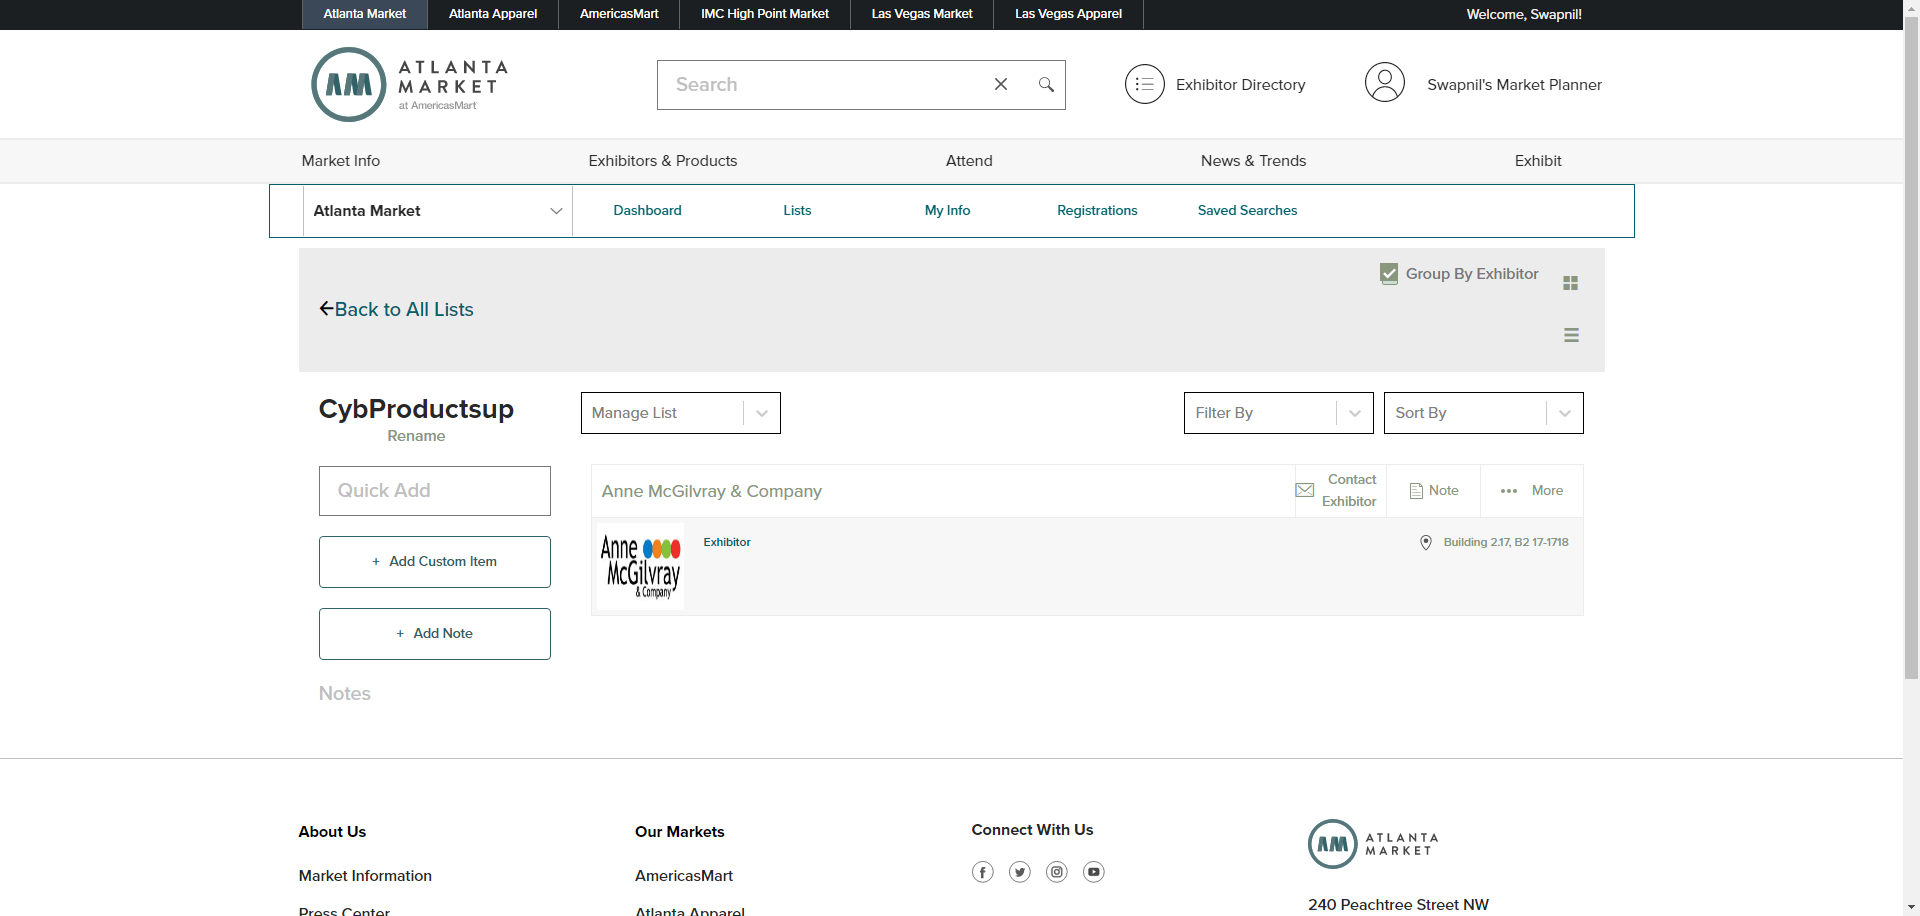 Atlanta Market
Atlanta Apparel
AmericasMart
IMC High Point Market
Las Vegas Market
Las Vegas Apparel
Welcome, Swapnil!
AM
ATLANTA
MARKET
at AmericasMart
Search
Exhibitor Directory
Swapnil's Market Planner
Market Info
Exhibitors & Products
Attend
News & Trends
Exhibit
Atlanta Market
Dashboard
Lists
My Info
Registrations
Saved Searches
Group By Exhibitor
Back to All Lists
CybProductsup
Rename
Manage List
Filter By
Sort By
Quick Add
+ Add Custom Item
+ Add Note
Notes
Anne McGilvray & Company
Contact
Exhibitor
Note
More
Anne
McGilvray
& Company
Exhibitor
Building 2.17, B2 17-1718
About Us
Market Information
Press Center
Our Markets
AmericasMart
Atlanta Apparel
Connect With Us
AM
ATLANTA
MARKET
240 Peachtree Street NW